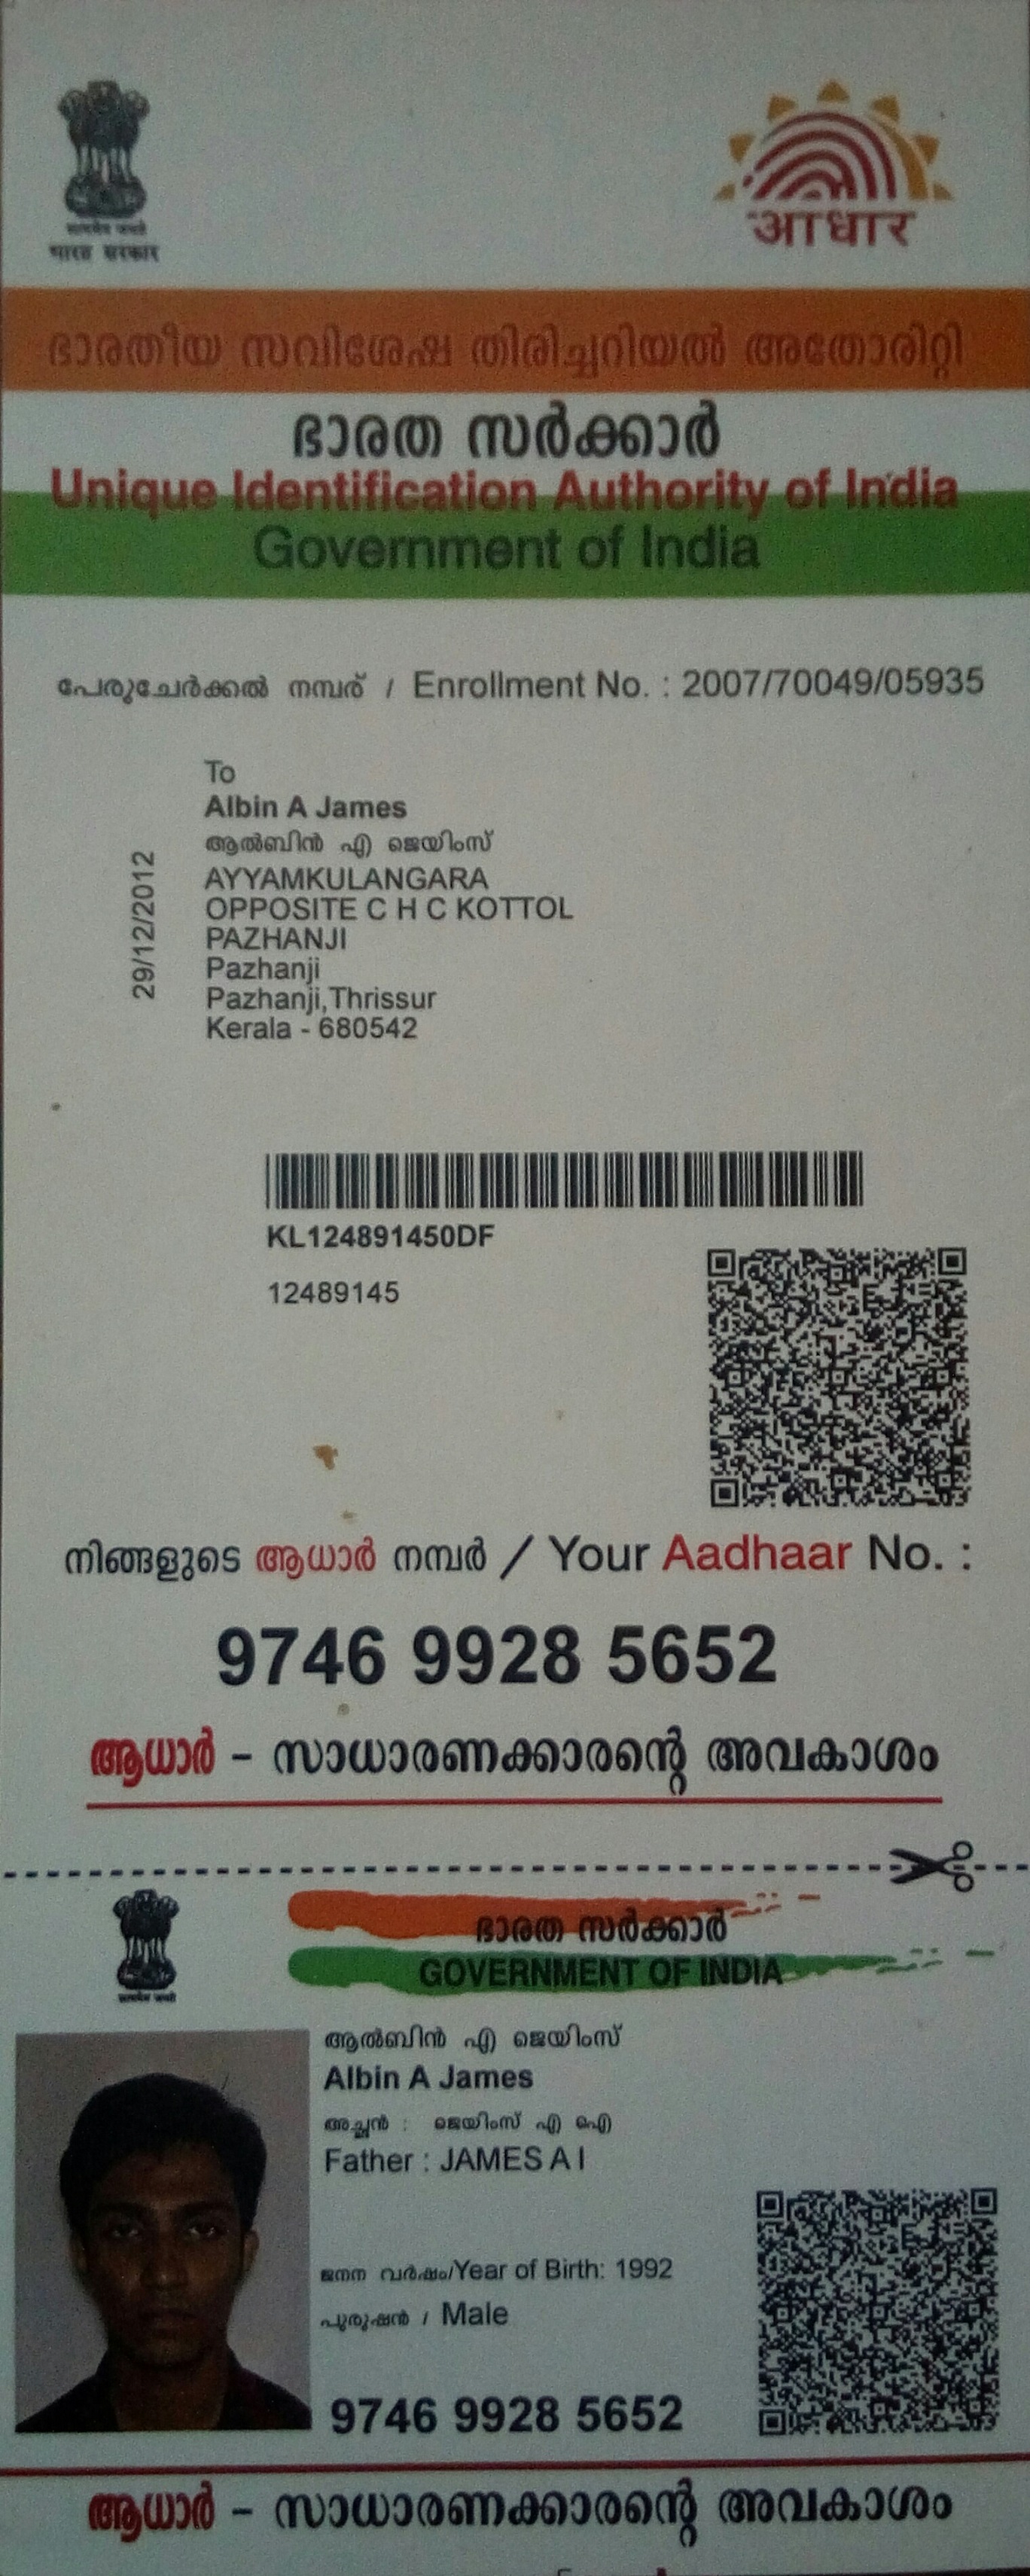 सत्यमेव जयते
भारत सरकार
आधार
ഭാരതീയ സവിശേഷ തിരിച്ചറിയൽ അതോരിറ്റി
ഭാരത സർക്കാർ
Unique Identification Authority of India
Government of India
പേരുചേർക്കൽ നമ്പര് / Enrollment No. : 2007/70049/05935
29/12/2012
To
Albin A James
ആൽബിൻ എ ജെയിംസ്
AYYAMKULANGARA
OPPOSITE C H C KOTTOL
PAZHANJI
Pazhanji
Pazhanji,Thrissur
Kerala - 680542
KL124891450DF
12489145
നിങ്ങളുടെ ആധാർ നമ്പർ / Your Aadhaar No. :
9746 9928 5652
ആധാർ – സാധാരണക്കാരന്റെ അവകാശം
ഭാരത സർക്കാർ
GOVERNMENT OF INDIA
सत्यमेव जयते
ആൽബിൻ എ ജെയിംസ്
Albin A James
അച്ഛൻ : ജെയിംസ് എ ഐ
Father : JAMES A I
ജനന വർഷം/Year of Birth: 1992
പുരുഷൻ / Male
9746 9928 5652
ആധാർ – സാധാരണക്കാരന്റെ അവകാശം